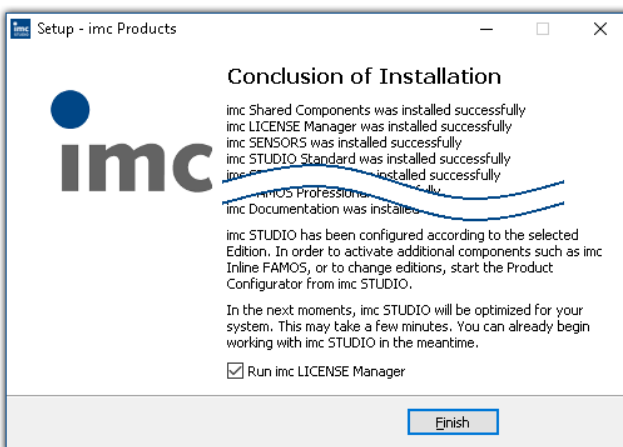 imc
STUDIO
Setup - imc Products
Conclusion of Installation
imc
imc Shared Components was installed successfully
imc LICENSE Manager was installed successfully
imc SENSORS was installed successfully
imc STUDIO Standard was installed successfully
imc installed successfully
Professional
imc Documentation was installed
imc STUDIO has been configured according to the selected
Edition. In order to activate additional components such as imc
Inline FAMOS, or to change editions, start the Product
Configurator from imc STUDIO.
In the next moments, imc STUDIO will be optimized for your
system. This may take a few minutes. You can already begin
working with imc STUDIO in the meantime.
Run imc LICENSE Manager
Finish